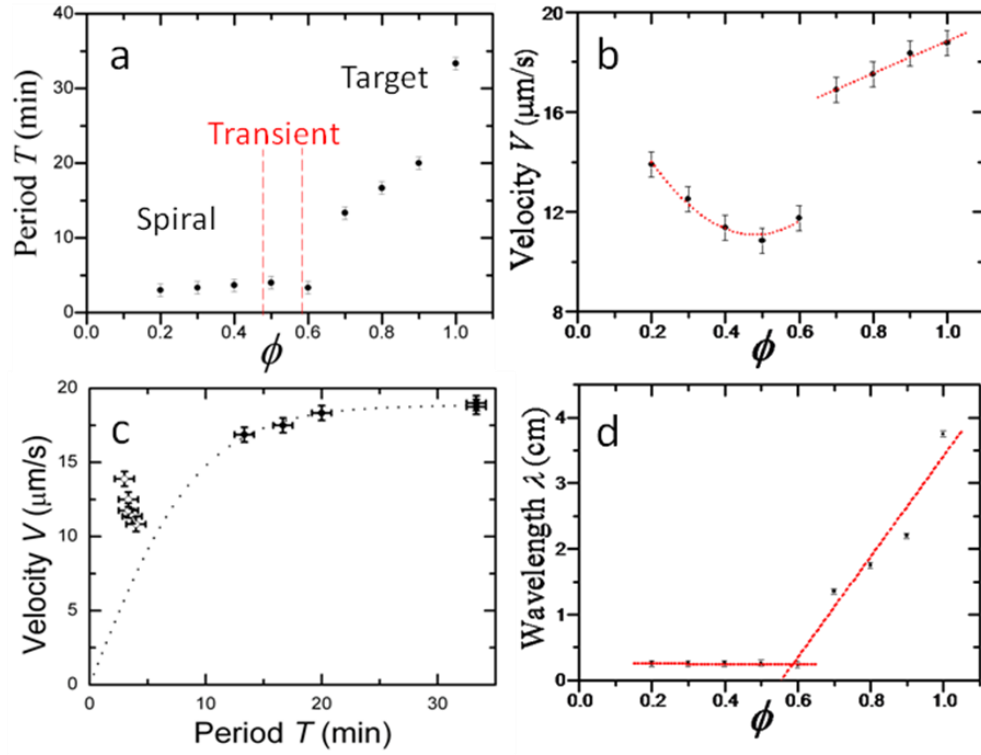 a
Target
Transient
Spiral
Period T (min)
40
30
20
10
0
0.0 0.2 0.4 0.6 0.8 1.0
ϕ
b
Velocity V (μm/s)
20
16
12
8
0.0 0.2 0.4 0.6 0.8 1.0
ϕ
c
Velocity V (μm/s)
20
15
10
5
0
0 10 20 30
Period T (min)
d
Wavelength λ (cm)
4
3
2
1
0
0.0 0.2 0.4 0.6 0.8 1.0
ϕ